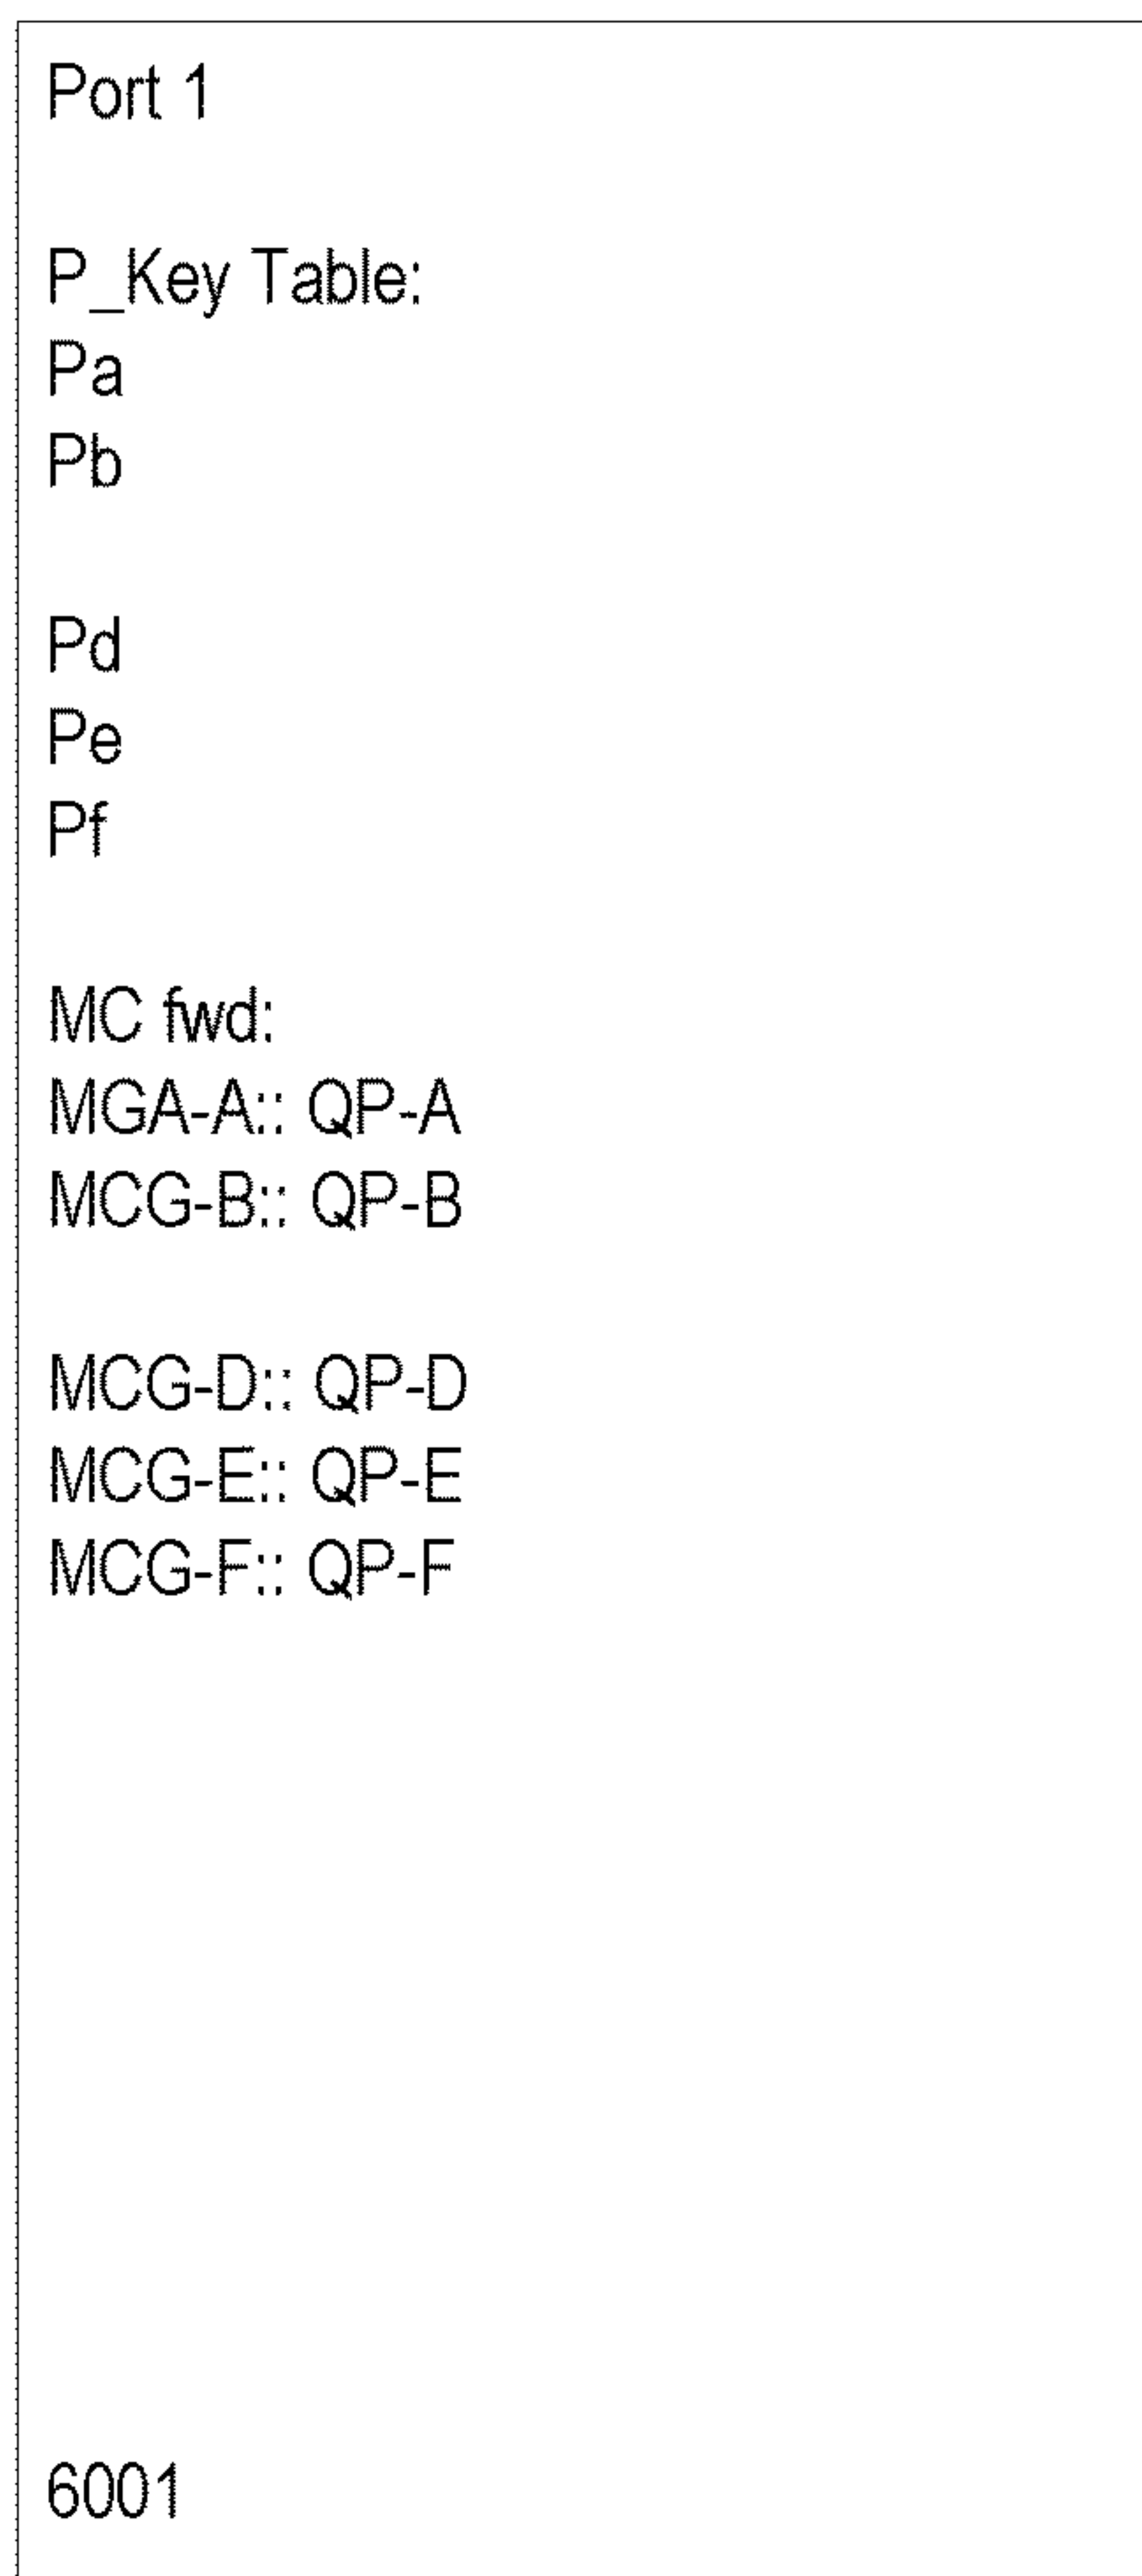 Port 1
P_Key Table:
Pa
Pb
Pd
Pe
Pf
MC fwd:
MGA-A:: QP-A
MCG-B:: QP-B
MCG-D:: QP-D
MCG-E:: QP-E
MCG-F:: QP-F
6001